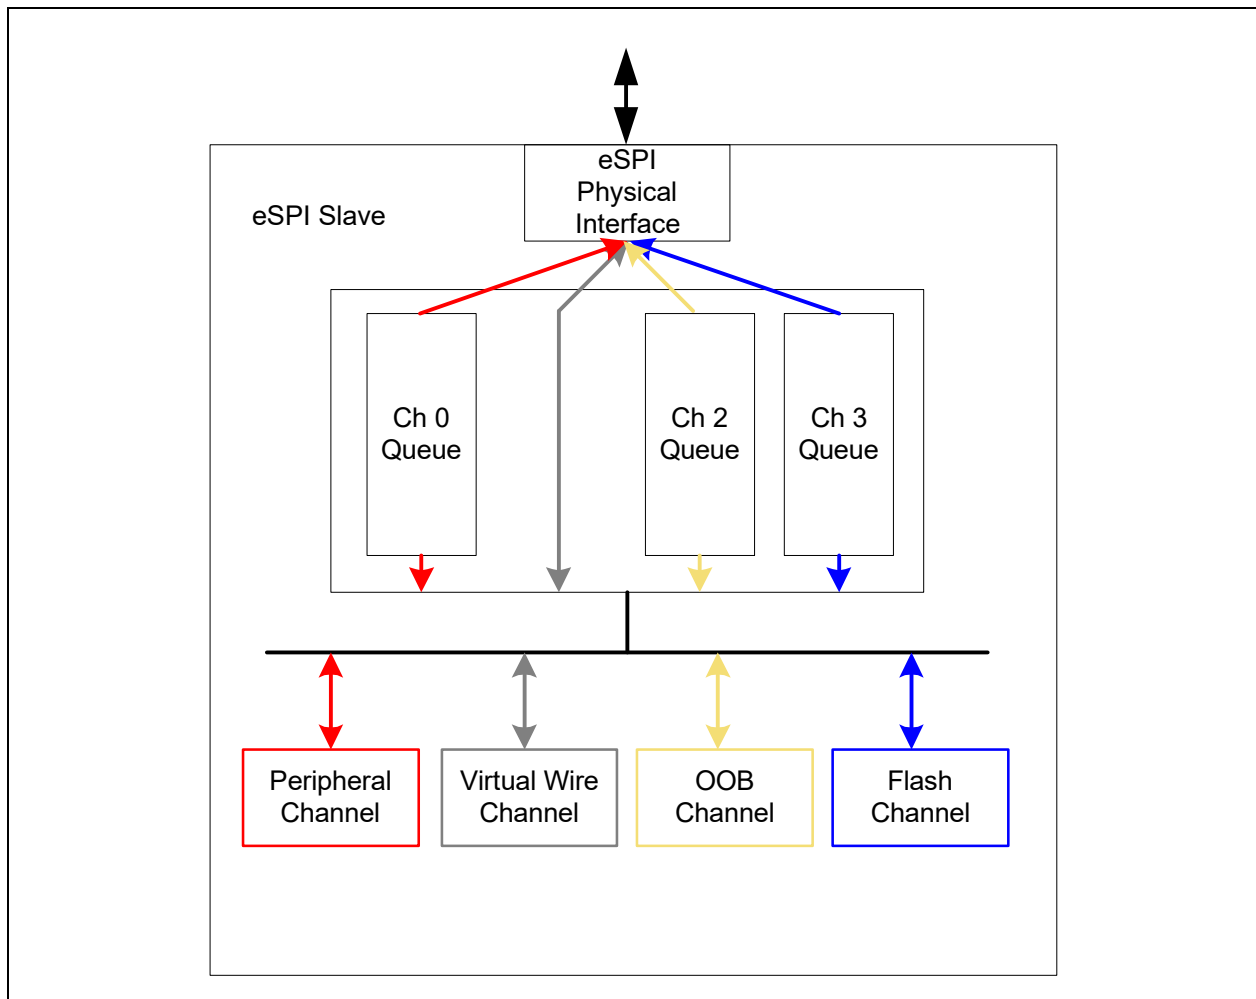 eSPI
Physical
Interface
eSPI Slave
Ch 0
Queue
Ch 2
Queue
Ch 3
Queue
Peripheral
Channel
Virtual Wire
Channel
OOB
Channel
Flash
Channel